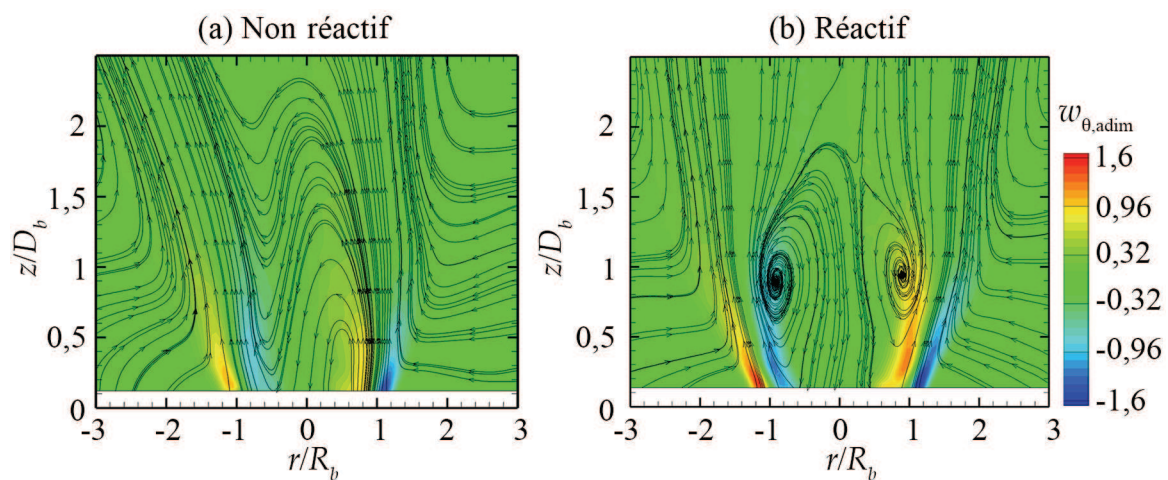 (a) Non réactif
(b) Réactif
z/D_b
2
1,5
1
0,5
0
-3 -2 -1 0 1 2 3
r/R_b
z/D_b
2
1,5
1
0,5
0
-3 -2 -1 0 1 2 3
r/R_b
w_θ,adim
1,6
0,96
0,32
-0,32
-0,96
-1,6